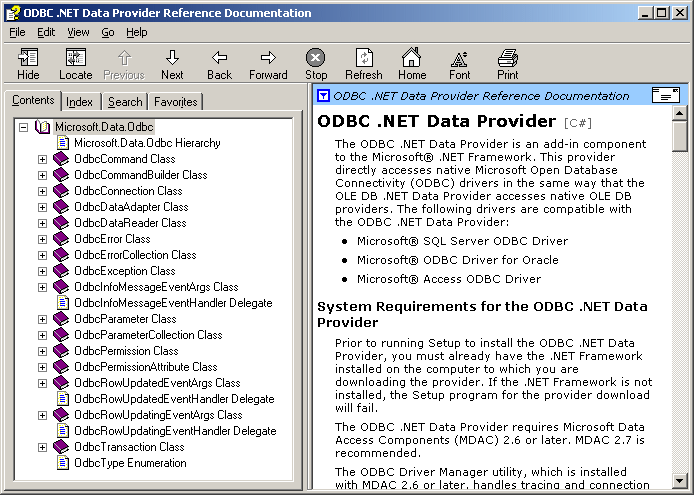 ODBC .NET Data Provider Reference Documentation
File Edit View Go Help
Hide Locate Previous Next Back Forward Stop Refresh Home Font Print
Contents Index Search Favorites
Microsoft.Data.Odbc
Microsoft.Data.Odbc Hierarchy
OdbcCommand Class
OdbcCommandBuilder Class
OdbcConnection Class
OdbcDataAdapter Class
OdbcDataReader Class
OdbcError Class
OdbcErrorCollection Class
OdbcException Class
OdbcInfoMessageEventArgs Class
OdbcInfoMessageEventHandler Delegate
OdbcParameter Class
OdbcParameterCollection Class
OdbcPermission Class
OdbcPermissionAttribute Class
OdbcRowUpdatedEventArgs Class
OdbcRowUpdatedEventHandler Delegate
OdbcRowUpdatingEventArgs Class
OdbcRowUpdatingEventHandler Delegate
OdbcTransaction Class
OdbcType Enumeration
ODBC .NET Data Provider Reference Documentation
ODBC .NET Data Provider [C#]
The ODBC .NET Data Provider is an add-in component
to the Microsoft® .NET Framework. This provider
directly accesses native Microsoft Open Database
Connectivity (ODBC) drivers in the same way that the
OLE DB .NET Data Provider accesses native OLE DB
providers. The following drivers are compatible with
the ODBC .NET Data Provider:
• Microsoft® SQL Server ODBC Driver
• Microsoft® ODBC Driver for Oracle
• Microsoft® Access ODBC Driver
System Requirements for the ODBC .NET Data
Provider
Prior to running Setup to install the ODBC .NET Data
Provider, you must already have the .NET Framework
installed on the computer to which you are
downloading the provider. If the .NET Framework is not
installed, the Setup program for the provider download
will fail.
The ODBC .NET Data Provider requires Microsoft Data
Access Components (MDAC) 2.6 or later. MDAC 2.7 is
recommended.
The ODBC Driver Manager utility, which is installed
with MDAC 2.6 or later, handles tracing and connection